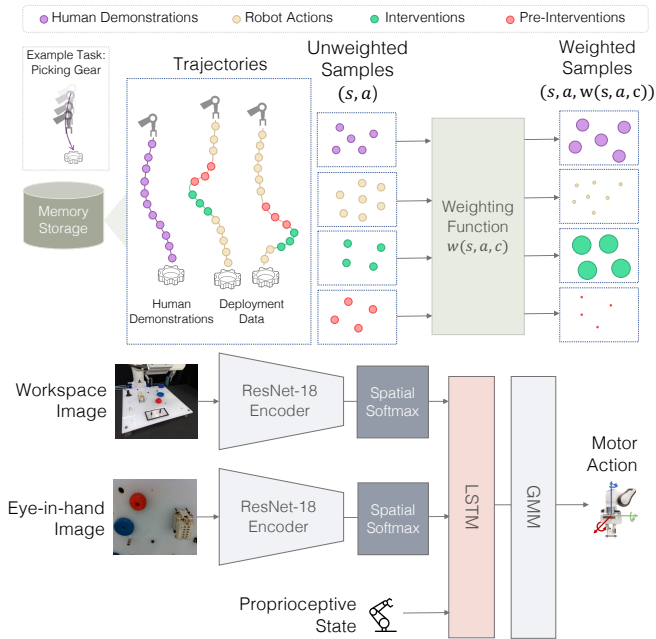 Human Demonstrations
Robot Actions
Interventions
Pre-Interventions
Example Task:
Picking Gear
Trajectories
Unweighted
Samples
(s, a)
Weighted
Samples
(s, a, w(s, a, c))
Memory
Storage
Weighting
Function
w(s, a, c)
Human
Demonstrations
Deployment
Data
Workspace
Image
ResNet-18
Encoder
Spatial
Softmax
Eye-in-hand
Image
ResNet-18
Encoder
Spatial
Softmax
LSTM
GMM
Motor
Action
Proprioceptive
State